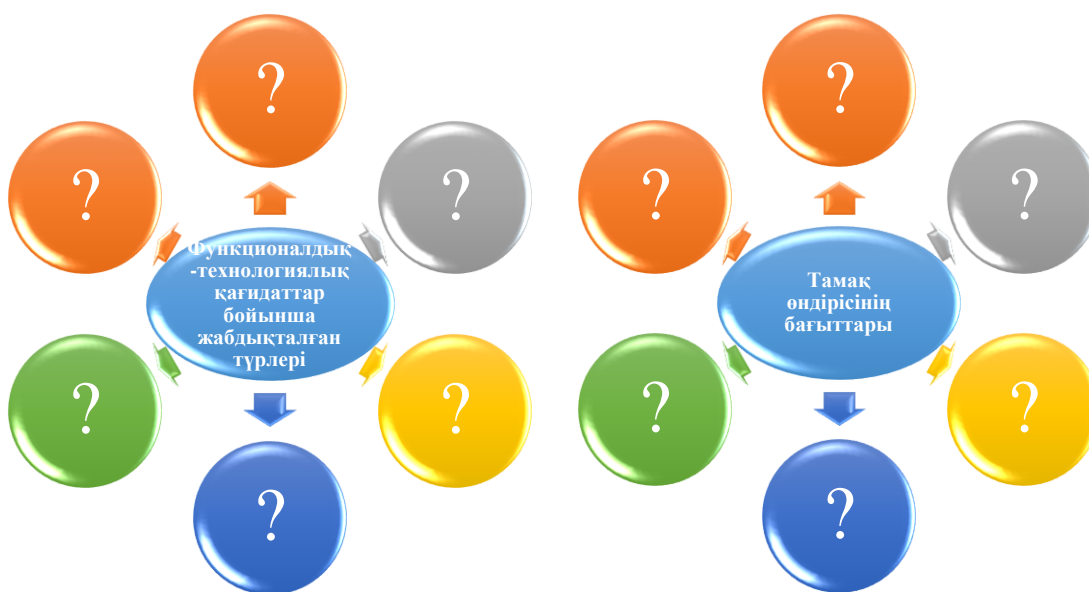 ?
?
?
Функционалдық
-технологиялық
қағидаттар
бойынша
жабдықталған
түрлері
?
?
?
?
?
?
Тамақ
өндірісінің
бағыттары
?
?
?